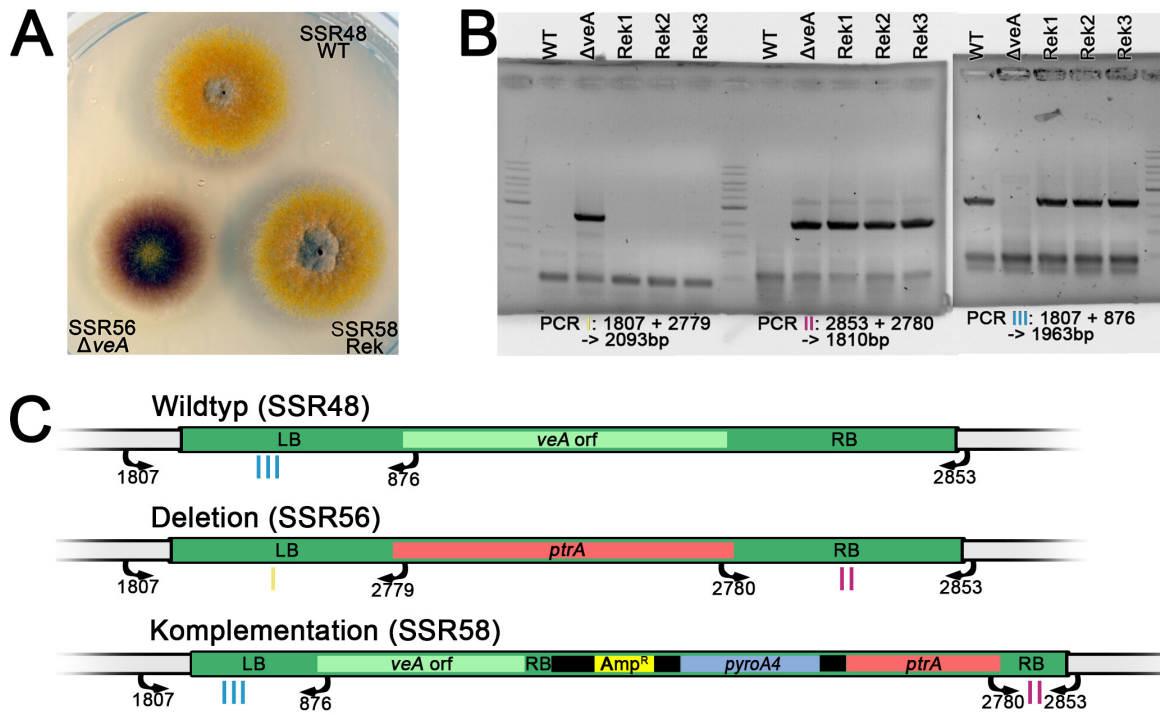 A
SSR48
WT
SSR56
ΔveA
SSR58
Rek
B
WT
ΔveA
Rek1
Rek2
Rek3
WT
ΔveA
Rek1
Rek2
Rek3
WT
ΔveA
Rek1
Rek2
Rek3
PCR I: 1807 + 2779
-> 2093bp
PCR II: 2853 + 2780
-> 1810bp
PCR III: 1807 + 876
-> 1963bp
C
Wildtyp (SSR48)
LB veA orf RB
1807 III 876 2853
Deletion (SSR56)
LB ptrA RB
1807 I 2779 2780 II 2853
Komplementation (SSR58)
LB veA orf RB AmpR pyroA4 ptrA RB
1807 III 876 2780 II 2853